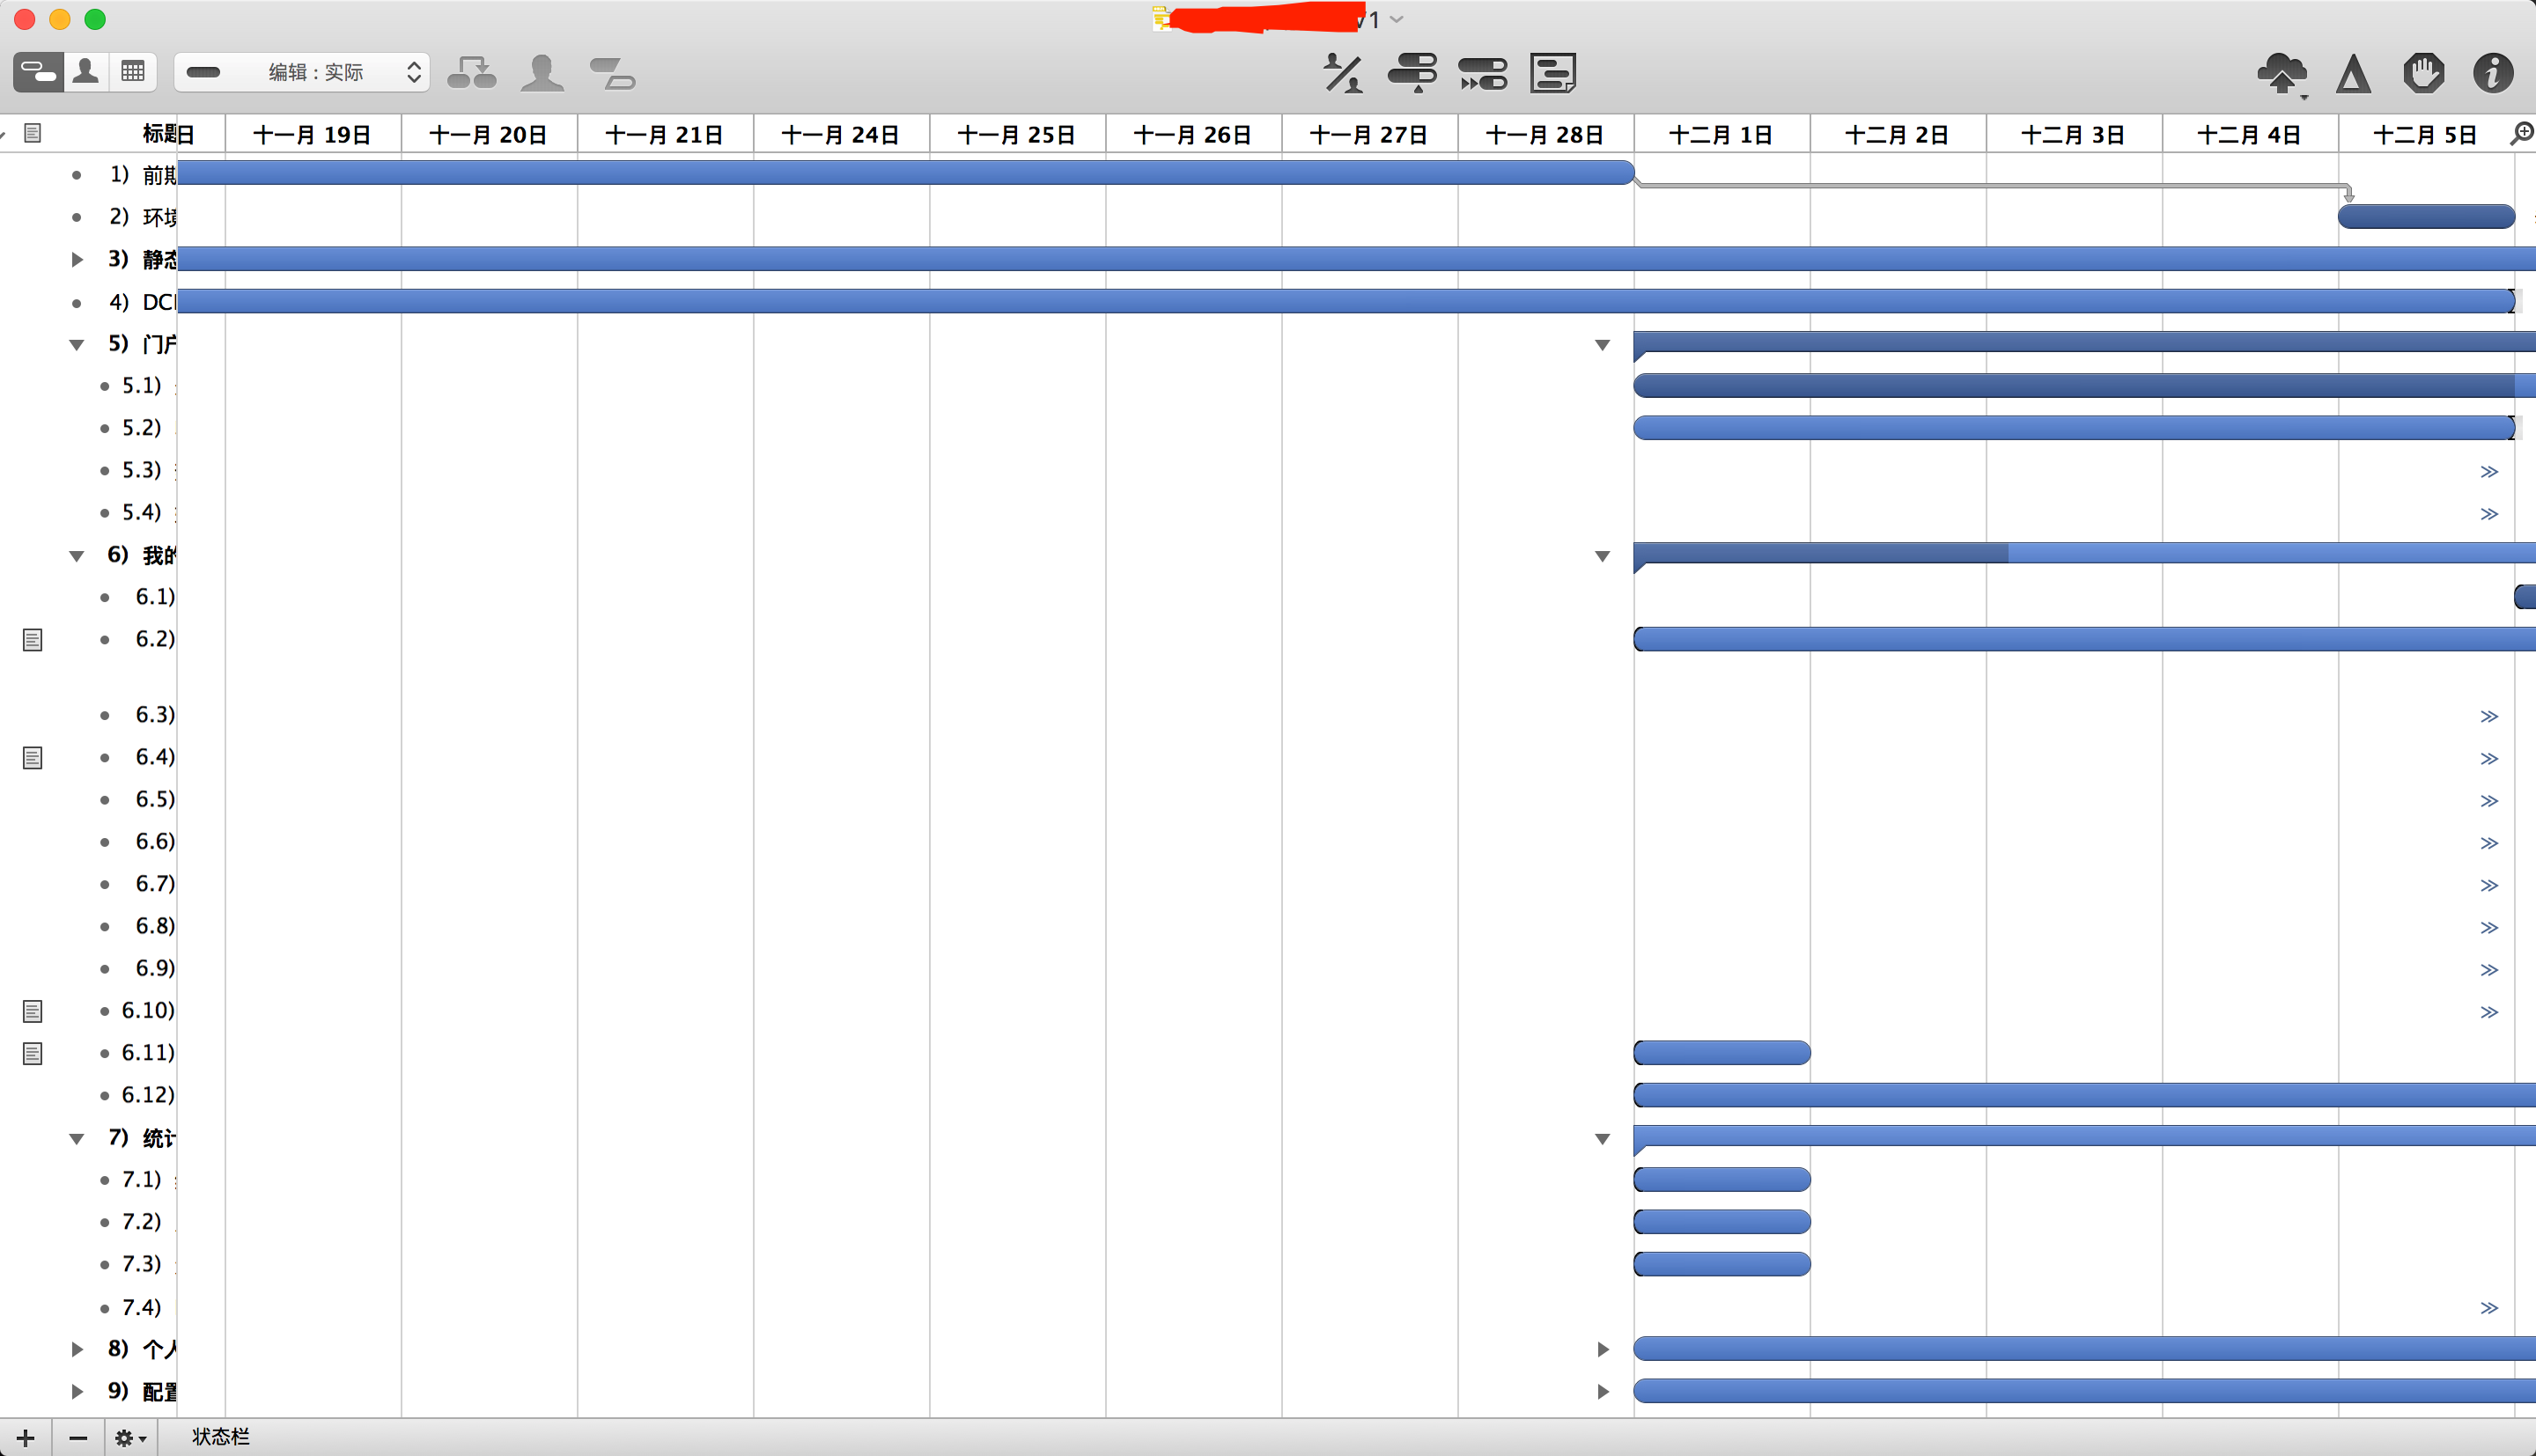 V1
编辑 : 实际
标题 日 十一月 19日 十一月 20日 十一月 21日 十一月 24日 十一月 25日 十一月 26日 十一月 27日 十一月 28日 十二月 1日 十二月 2日 十二月 3日 十二月 4日 十二月 5日
1) 前期
2) 环境
3) 静态
4) DCI
5) 门户
5.1)
5.2)
5.3)
5.4)
6) 我的
6.1)
6.2)
6.3)
6.4)
6.5)
6.6)
6.7)
6.8)
6.9)
6.10)
6.11)
6.12)
7) 统计
7.1)
7.2)
7.3)
7.4)
8) 个人
9) 配置
状态栏